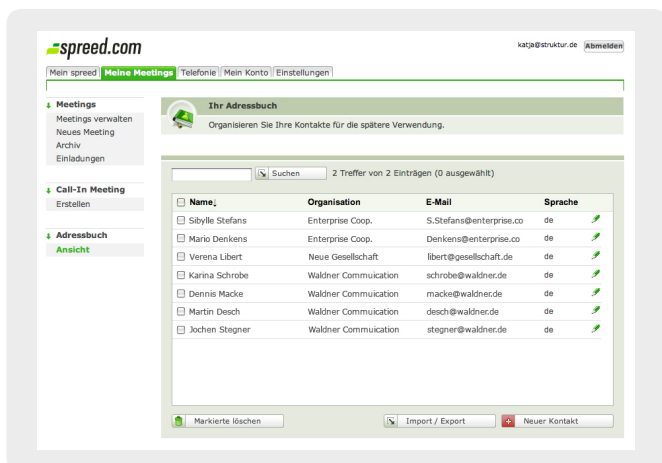 spreed.com
katja@struktur.de Abmelden
Mein spreed Meine Meetings Telefonie Mein Konto Einstellungen
Meetings
Meetings verwalten
Neues Meeting
Archiv
Einladungen
Call-In Meeting
Erstellen
Adressbuch
Ansicht
Ihr Adressbuch
Organisieren Sie Ihre Kontakte für die spätere Verwendung.
Suchen 2 Treffer von 2 Einträgen (0 ausgewählt)
Name↓ Organisation E-Mail Sprache
Sibylle Stefans Enterprise Coop. S.Stefans@enterprise.co de
Mario Denkens Enterprise Coop. Denkens@enterprise.co de
Verena Libert Neue Gesellschaft libert@gesellschaft.de de
Karina Schrobe Waldner Commuication schrobe@waldner.de de
Dennis Macke Waldner Commuication macke@waldner.de de
Martin Desch Waldner Commuication desch@waldner.de de
Jochen Stegner Waldner Commuication stegner@waldner.de de
Markierte löschen Import / Export Neuer Kontakt